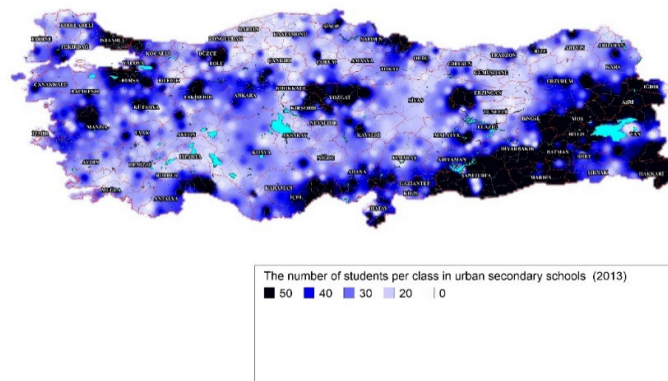 KIRKLARELİ
EDİRNE
TEKİRDAĞ
İSTANBUL
KOCAELİ
YALOVA
DÜZCE
BOLU
ZONGULDAK
BARTIN
KASTAMONU
SİNOP
SAMSUN
ÇANKIRI
ÇORUM
AMASYA
TOKAT
ORDU
GİRESUN
TRABZON
RİZE
ARTVİN
ARDAHAN
KARS
GÜMÜŞHANE
ERZURUM
ERZİNCAN
IĞDIR
AĞRI
ÇANAKKALE
BALIKESİR
BURSA
BİLECİK
ESKİŞEHİR
ANKARA
KIRIKKALE
KIRŞEHİR
YOZGAT
SİVAS
TUNCELİ
BİNGÖL
MUŞ
KÜTAHYA
MANİSA
UŞAK
AFYON
İZMİR
AYDIN
DENİZLİ
ISPARTA
BURDUR
MUĞLA
ANTALYA
KONYA
AKSARAY
NEVŞEHİR
KAYSERİ
NİĞDE
MALATYA
ELAZIĞ
BİTLİS
VAN
DİYARBAKIR
BATMAN
SİİRT
ŞIRNAK
HAKKARİ
ADIYAMAN
ŞANLIURFA
MARDİN
KARAMAN
İÇEL
ADANA
GAZİANTEP
KİLİS
HATAY
The number of students per class in urban secondary schools (2013)
50 40 30 20 0